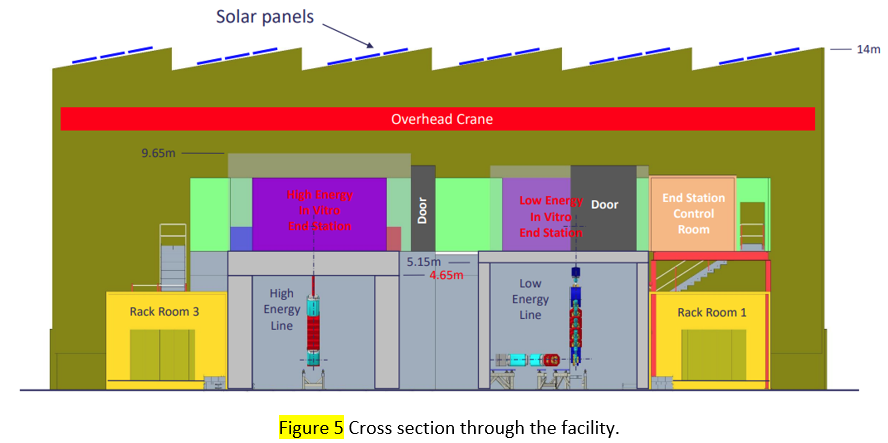 Solar panels
14m
Overhead Crane
9.65m
High Energy
In Vitro
End Station
Door
Low Energy
In Vitro
End Station
Door
End Station
Control
Room
5.15m
4.65m
High
Energy
Line
Low
Energy
Line
Rack Room 3
Rack Room 1
Figure 5 Cross section through the facility.